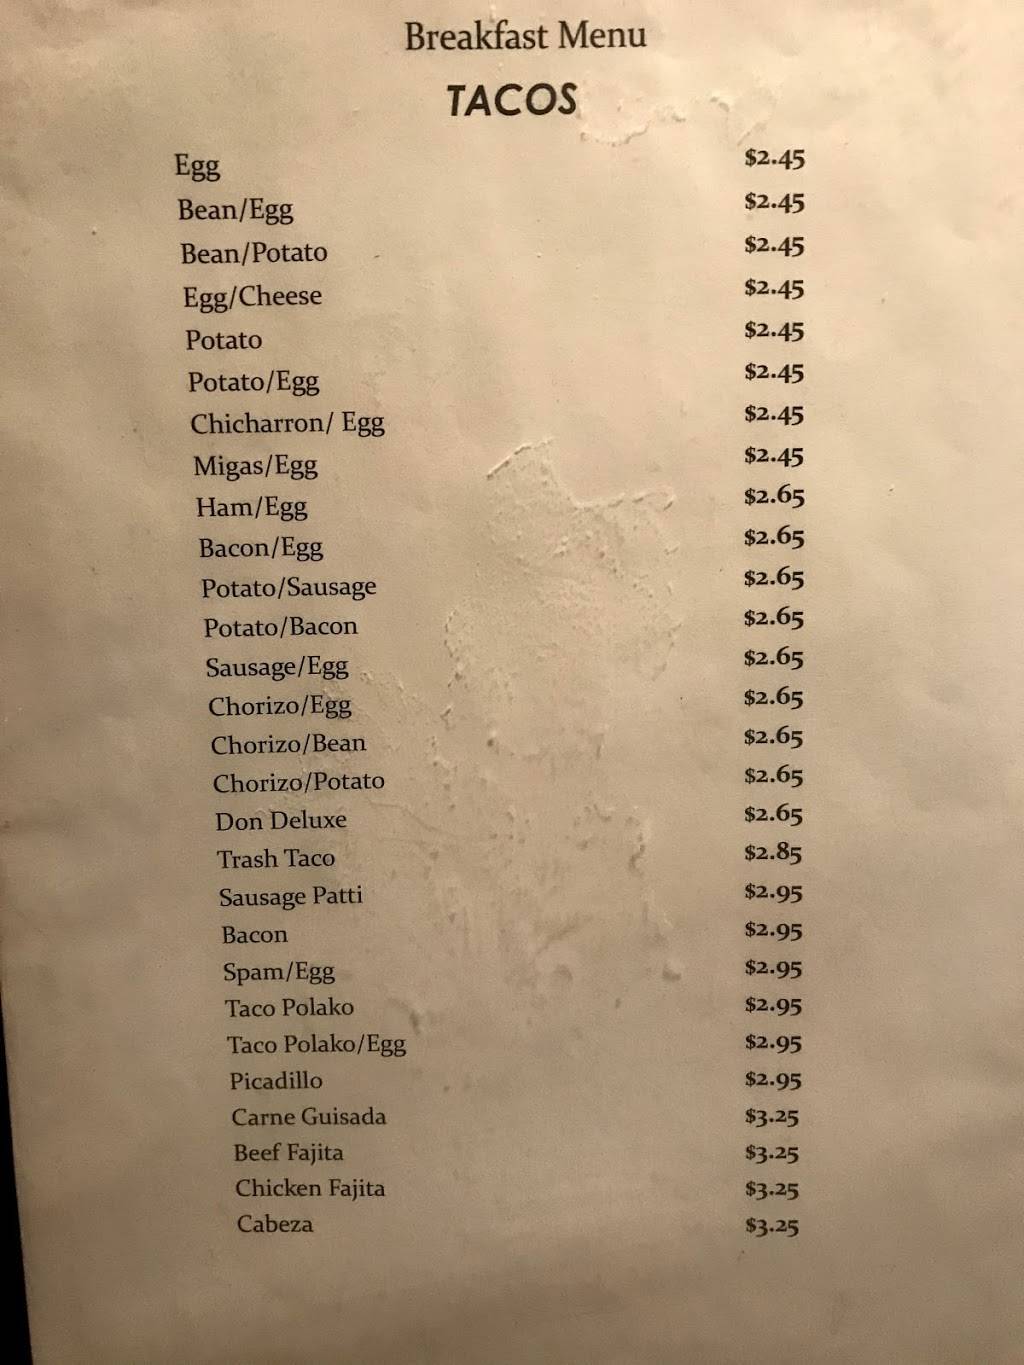 Breakfast Menu
TACOS
Egg $2.45
Bean/Egg $2.45
Bean/Potato $2.45
Egg/Cheese $2.45
Potato $2.45
Potato/Egg $2.45
Chicharron/ Egg $2.45
Migas/Egg $2.45
Ham/Egg $2.65
Bacon/Egg $2.65
Potato/Sausage $2.65
Potato/Bacon $2.65
Sausage/Egg $2.65
Chorizo/Egg $2.65
Chorizo/Bean $2.65
Chorizo/Potato $2.65
Don Deluxe $2.65
Trash Taco $2.85
Sausage Patti $2.95
Bacon $2.95
Spam/Egg $2.95
Taco Polako $2.95
Taco Polako/Egg $2.95
Picadillo $2.95
Carne Guisada $3.25
Beef Fajita $3.25
Chicken Fajita $3.25
Cabeza $3.25